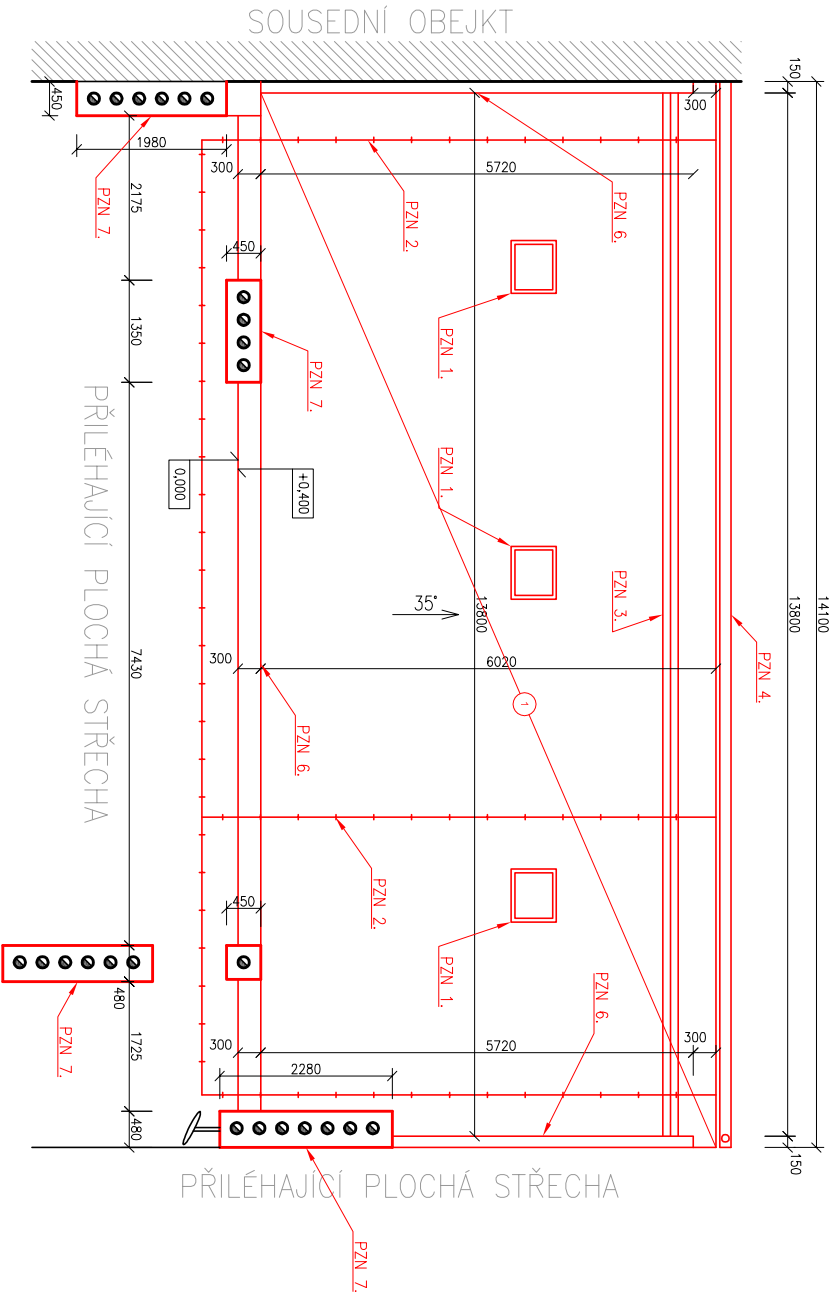 SOUSEDNÍ OBEJKT
150
450
300
1980
300
5720
PZN 6.
PZN 7.
PZN 2.
2175
450
1350
PZN 1.
PZN 7.
PŘILÉHAJÍCÍ PLOCHÁ STŘECHA
PZN 1.
0,000
+0,400
35°
13800
PZN 3.
13800
14100
7430
300
6020
PZN 4.
1
PZN 6.
PZN 2.
450
PZN 1.
480
PZN 7.
1725
300
5720
300
PZN 6.
2280
480
150
PŘILÉHAJÍCÍ PLOCHÁ STŘECHA
PZN 7.